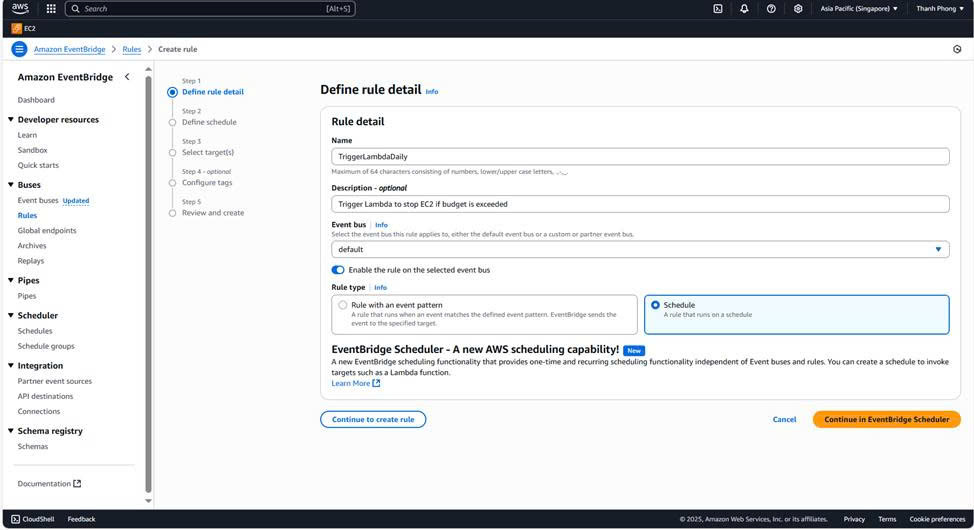 aws
Search
[Alt+S]
Asia Pacific (Singapore)
Thanh Phong
EC2
Amazon EventBridge
Rules
Create rule
Amazon EventBridge
Dashboard
Developer resources
Learn
Sandbox
Quick starts
Buses
Event buses Updated
Rules
Global endpoints
Archives
Replays
Pipes
Pipes
Scheduler
Schedules
Schedule groups
Integration
Partner event sources
API destinations
Connections
Schema registry
Schemas
Documentation
Step 1
Define rule detail
Step 2
Define schedule
Step 3
Select target(s)
Step 4 - optional
Configure tags
Step 5
Review and create
Define rule detail Info
Rule detail
Name
TriggerLambdaDaily
Maximum of 64 characters consisting of numbers, lower/upper case letters, .,-,_.
Description - optional
Trigger Lambda to stop EC2 if budget is exceeded
Event bus Info
Select the event bus this rule applies to, either the default event bus or a custom or partner event bus.
default
Enable the rule on the selected event bus
Rule type Info
Rule with an event pattern
A rule that runs when an event matches the defined event pattern. EventBridge sends the
event to the specified target.
Schedule
A rule that runs on a schedule
EventBridge Scheduler - A new AWS scheduling capability! New
A new EventBridge scheduling functionality that provides one-time and recurring scheduling functionality independent of Event buses and rules. You can create a schedule to invoke
targets such as a Lambda function.
Learn More
Continue to create rule
Cancel
Continue in EventBridge Scheduler
CloudShell
Feedback
© 2025, Amazon Web Services, Inc. or its affiliates.
Privacy
Terms
Cookie preferences